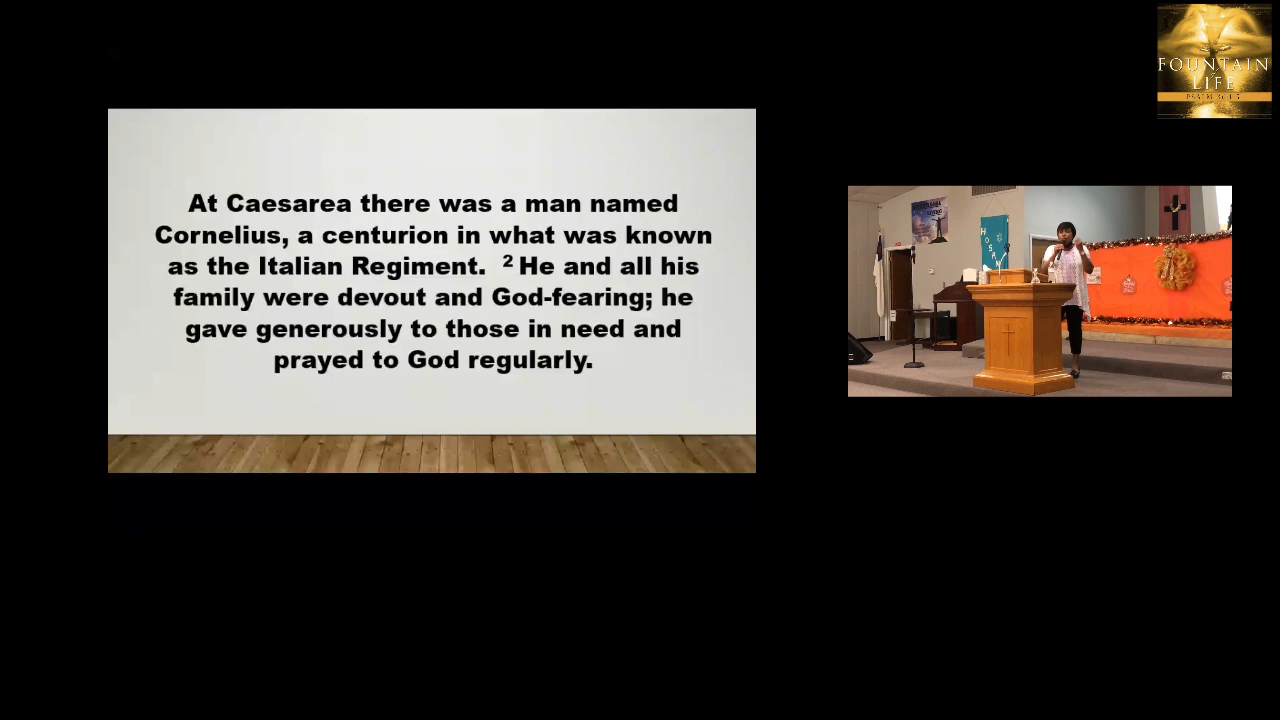 At Caesarea there was a man named
Cornelius, a centurion in what was known
as the Italian Regiment. ² He and all his
family were devout and God-fearing; he
gave generously to those in need and
prayed to God regularly.
FOUNTAIN
LIFE